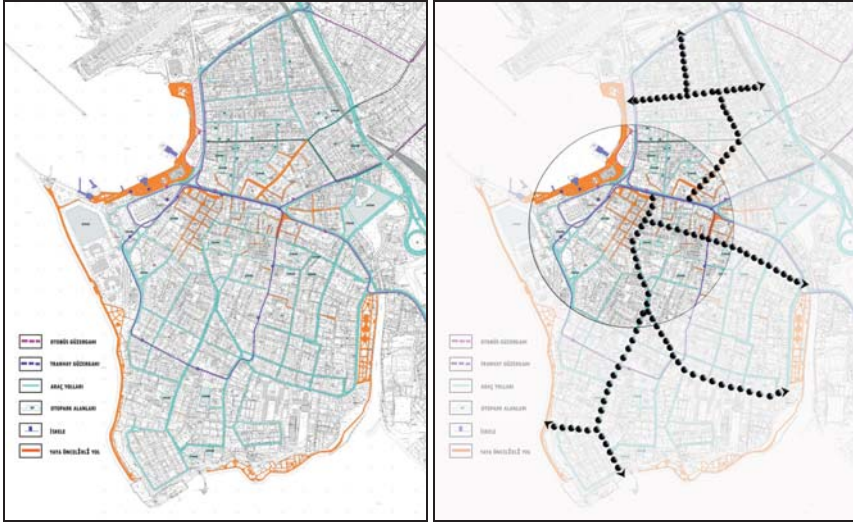 OTOBÜS GÜZERGAHI
TRAMVAY GÜZERGAHI
ARAÇ YOLLARI
OTOPARK ALANLARI
İSKELE
YAYA ÖNCELİKLİ YOL
OTOBÜS GÜZERGAHI
TRAMVAY GÜZERGAHI
ARAÇ YOLLARI
OTOPARK ALANLARI
İSKELE
YAYA ÖNCELİKLİ YOL